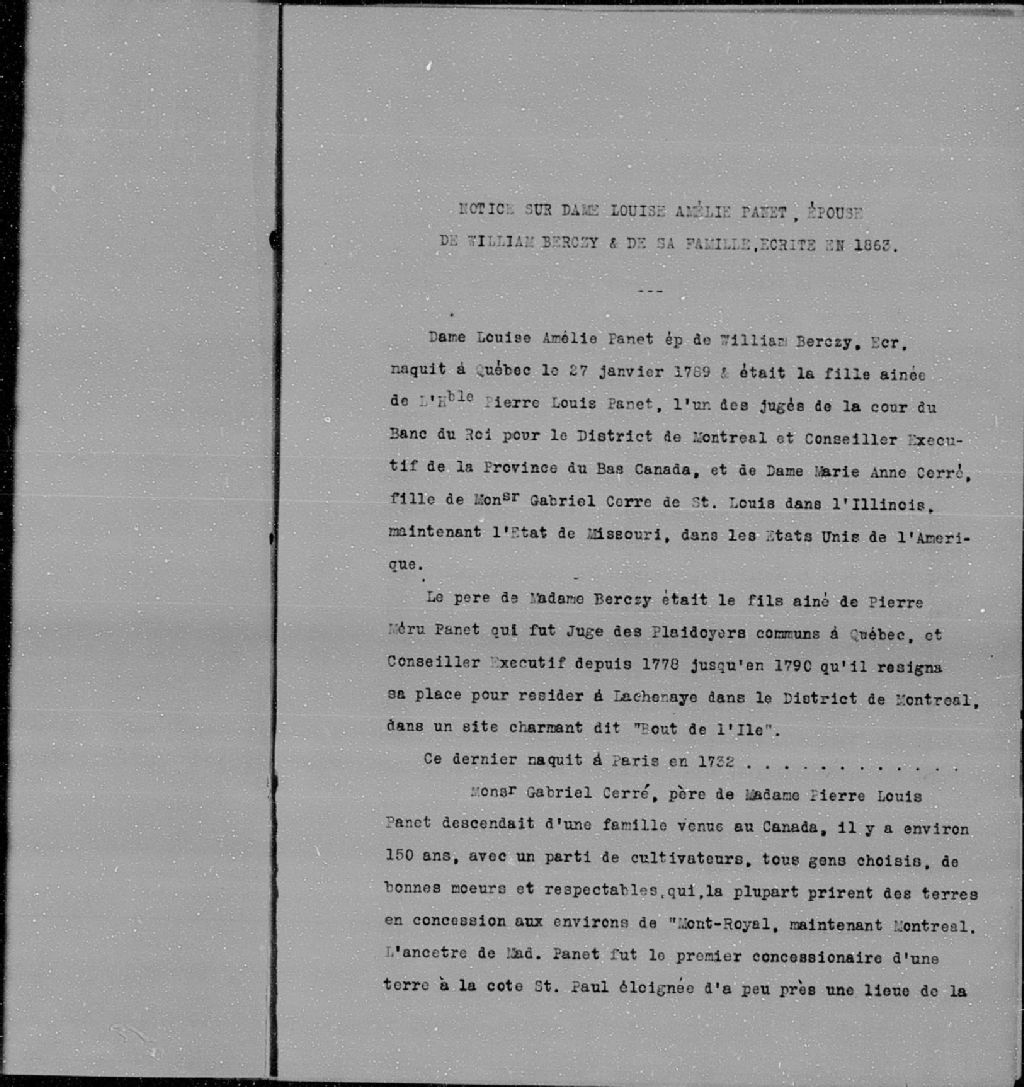 NOTICE SUR DAME LOUISE AMÉLIE PANET, ÉPOUSE
DE WILLIAM BERCZY & DE SA FAMILLE,ECRITE EN 1863.
---
Dame Louise Amélie Panet ép de William Berczy, Ecr.
naquit á Québec le 27 janvier 1789 & était la fille ainée
de L'Hble Pierre Louis Panet, l'un des jugés de la cour du
Banc du Roi pour le District de Montreal et Conseiller Execu-
tif de la Province du Bas Canada, et de Dame Marie Anne Cerré,
fille de Monsr Gabriel Cerre de St. Louis dans l'Illinois,
maintenant l'Etat de Missouri, dans les Etats Unis de l'Ameri-
que.
Le pere de Madame Berczy était le fils ainé de Pierre
Méru Panet qui fut Juge des Plaidoyers communs á Québec, et
Conseiller Executif depuis 1778 jusqu'en 1790 qu'il resigna
sa place pour resider á Lachenaye dans le District de Montreal,
dans un site charmant dit "Bout de l'Ile".
Ce dernier naquit á Paris en 1732 . . . . . . . . . . . .
Monsr Gabriel Cerré, père de Madame Pierre Louis
Panet descendait d'une famille venue au Canada, il y a environ
150 ans, avec un parti de cultivateurs, tous gens choisis, de
bonnes moeurs et respectables,qui,la plupart prirent des terres
en concession aux environs de "Mont-Royal, maintenant Montreal.
L'ancetre de Mad. Panet fut le premier concessionaire d'une
terre à la cote St. Paul éloignée d'a peu près une lieue de la